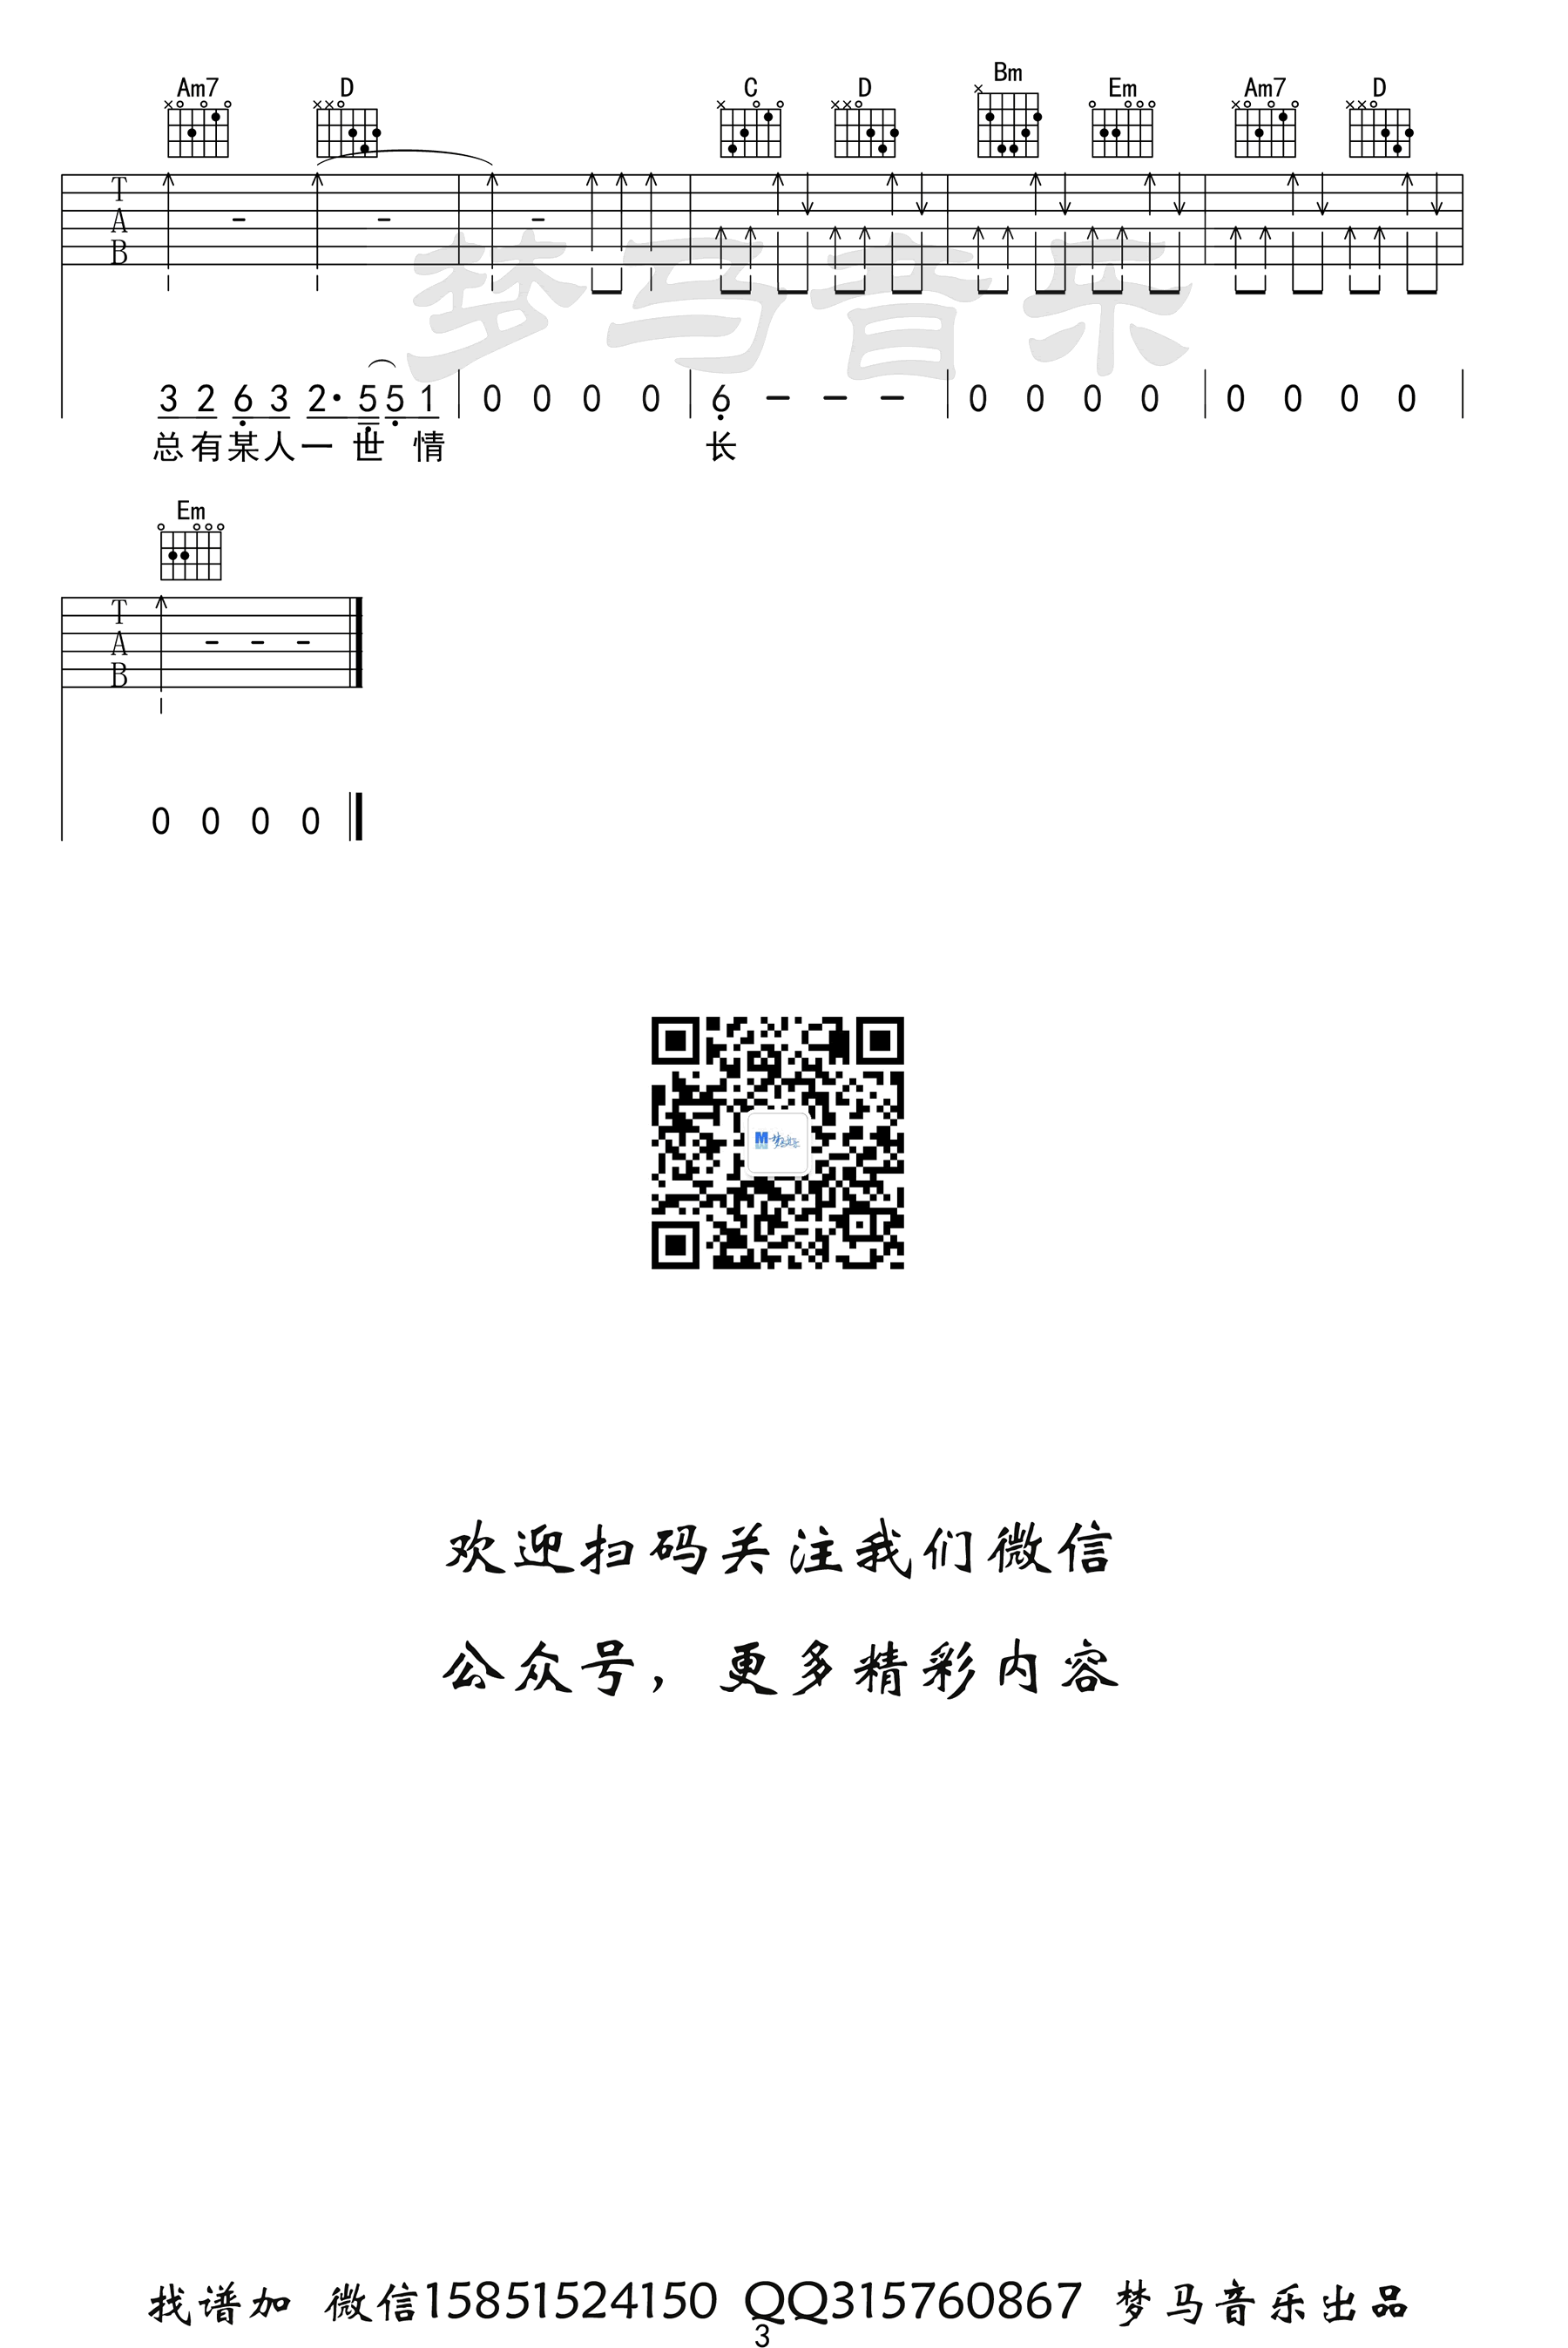 Am7 D C D Bm Em Am7 D
T
A
B
梦马音乐
3 2 6 3 2· 5 5 1 0 0 0 0 6 - - - 0 0 0 0 0 0 0 0
总有某人一 世 情 长
Em
T
A
B
0 0 0 0
M
欢迎扫码关注我们微信
公众号，更多精彩内容
找谱加 微信15851524150 QQ315760867 梦马音乐出品
3